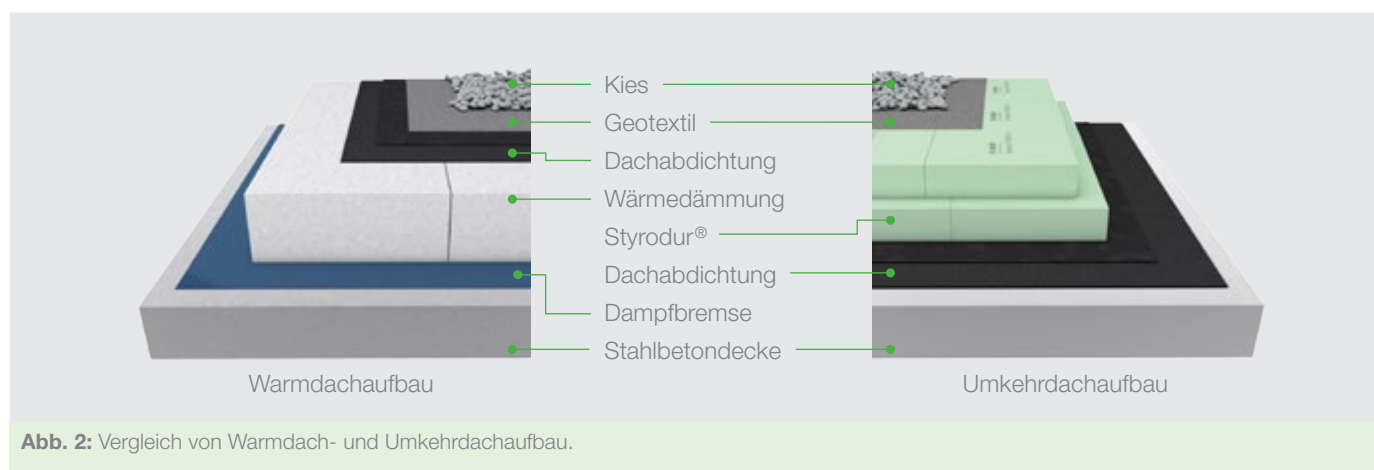 Kies
Geotextil
Dachabdichtung
Wärmedämmung
Styrodur®
Dachabdichtung
Dampfbremse
Stahlbetondecke
Warmdachaufbau
Umkehrdachaufbau
Abb. 2: Vergleich von Warmdach- und Umkehrdachaufbau.